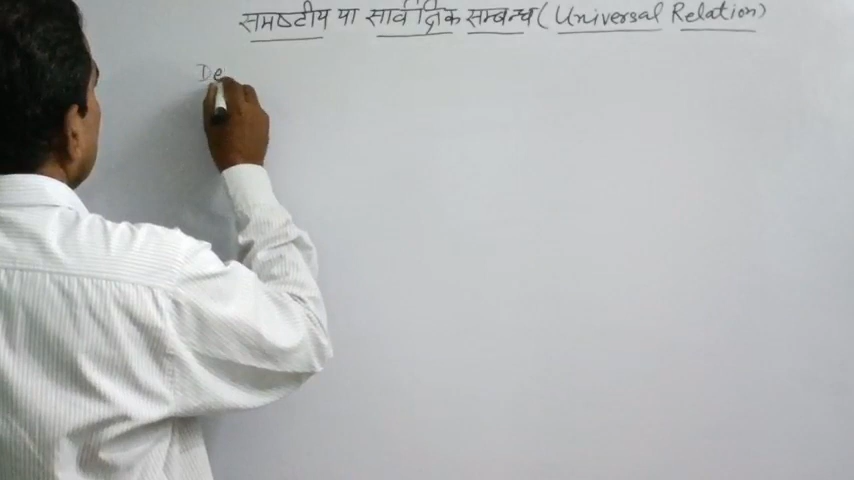 समष्टीय या सार्वत्रिक सम्बन्ध ( Universal Relation )
De